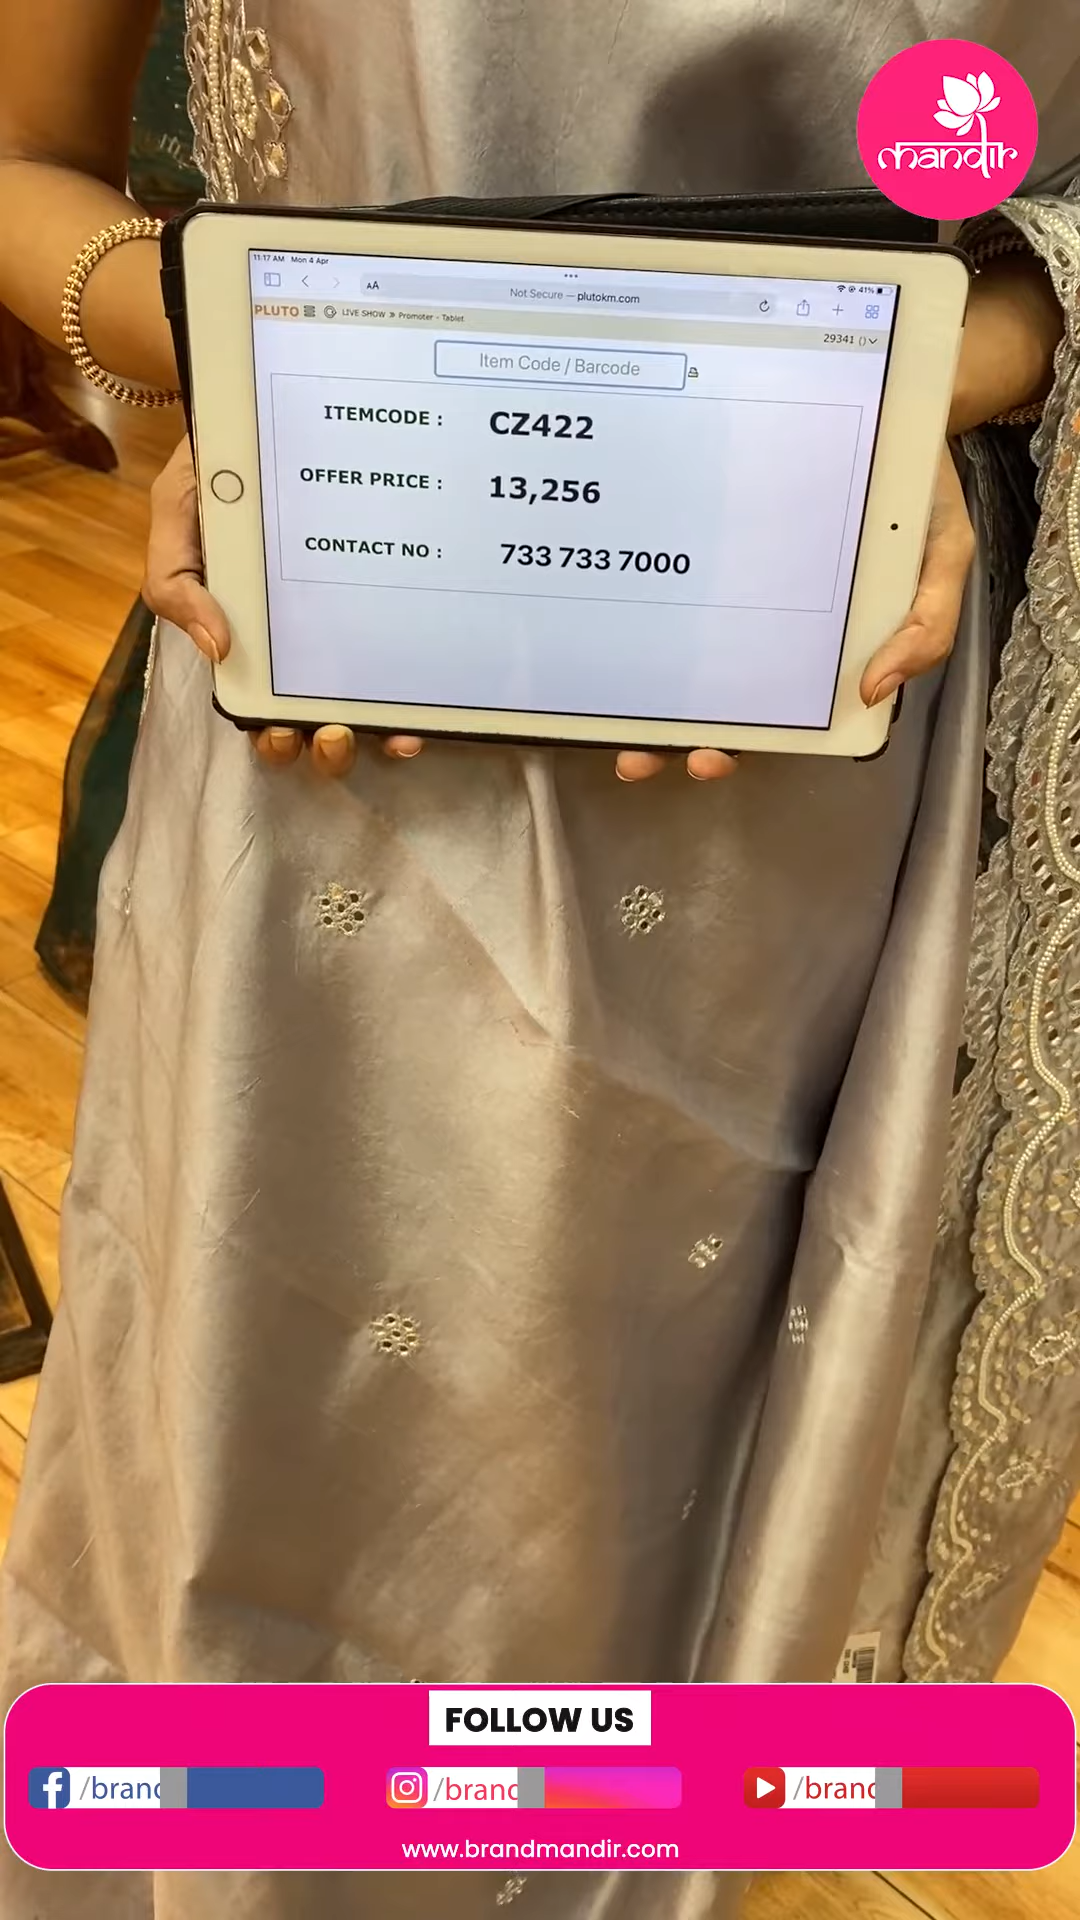 mandir
11:17 AM Mon 4 Apr
41%
AA
Not Secure — plutokm.com
PLUTO LIVE SHOW » Promoter - Tablet
29341 ()
Item Code / Barcode
ITEMCODE : CZ422
OFFER PRICE : 13,256
CONTACT NO : 733 733 7000
FOLLOW US
/branc /branc /branc
www.brandmandir.com